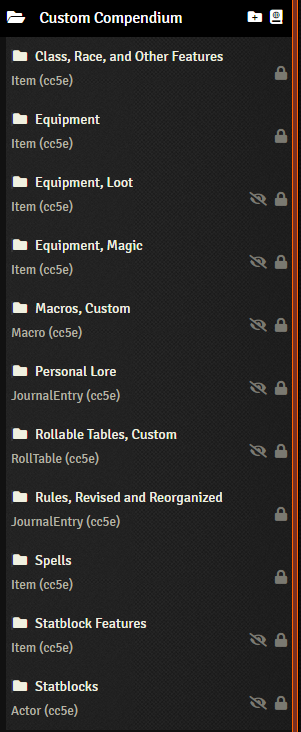 Custom Compendium
Class, Race, and Other Features
Item (cc5e)
Equipment
Item (cc5e)
Equipment, Loot
Item (cc5e)
Equipment, Magic
Item (cc5e)
Macros, Custom
Macro (cc5e)
Personal Lore
JournalEntry (cc5e)
Rollable Tables, Custom
RollTable (cc5e)
Rules, Revised and Reorganized
JournalEntry (cc5e)
Spells
Item (cc5e)
Statblock Features
Item (cc5e)
Statblocks
Actor (cc5e)